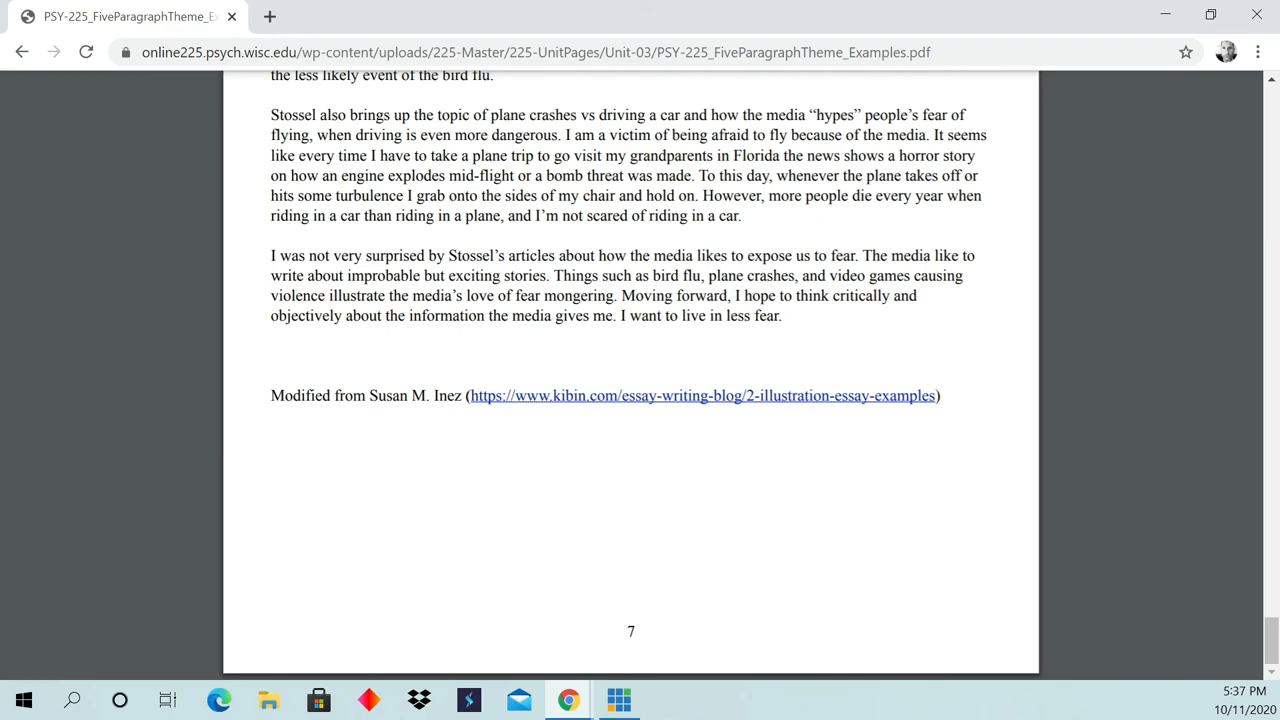 PSY-225_FiveParagraphTheme_Ex
online225.psych.wisc.edu/wp-content/uploads/225-Master/225-UnitPages/Unit-03/PSY-225_FiveParagraphTheme_Examples.pdf
the less likely event of the bird flu.
Stossel also brings up the topic of plane crashes vs driving a car and how the media “hypes” people’s fear of
flying, when driving is even more dangerous. I am a victim of being afraid to fly because of the media. It seems
like every time I have to take a plane trip to go visit my grandparents in Florida the news shows a horror story
on how an engine explodes mid-flight or a bomb threat was made. To this day, whenever the plane takes off or
hits some turbulence I grab onto the sides of my chair and hold on. However, more people die every year when
riding in a car than riding in a plane, and I’m not scared of riding in a car.
I was not very surprised by Stossel’s articles about how the media likes to expose us to fear. The media like to
write about improbable but exciting stories. Things such as bird flu, plane crashes, and video games causing
violence illustrate the media’s love of fear mongering. Moving forward, I hope to think critically and
objectively about the information the media gives me. I want to live in less fear.
Modified from Susan M. Inez (https://www.kibin.com/essay-writing-blog/2-illustration-essay-examples)
7
5:37 PM
10/11/2020